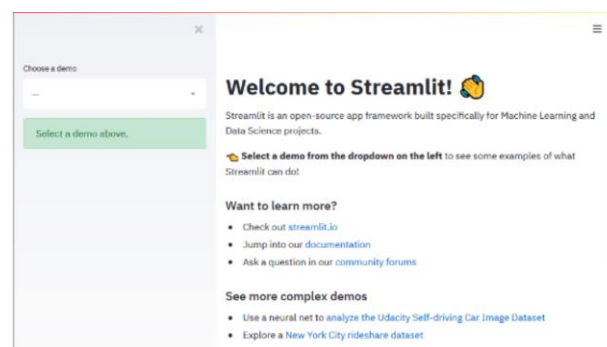 Choose a demo
---
Select a demo above.
Welcome to Streamlit! 👏
Streamlit is an open-source app framework built specifically for Machine Learning and
Data Science projects.
👈 Select a demo from the dropdown on the left to see some examples of what
Streamlit can do!
Want to learn more?
• Check out streamlit.io
• Jump into our documentation
• Ask a question in our community forums
See more complex demos
• Use a neural net to analyze the Udacity Self-driving Car Image Dataset
• Explore a New York City rideshare dataset